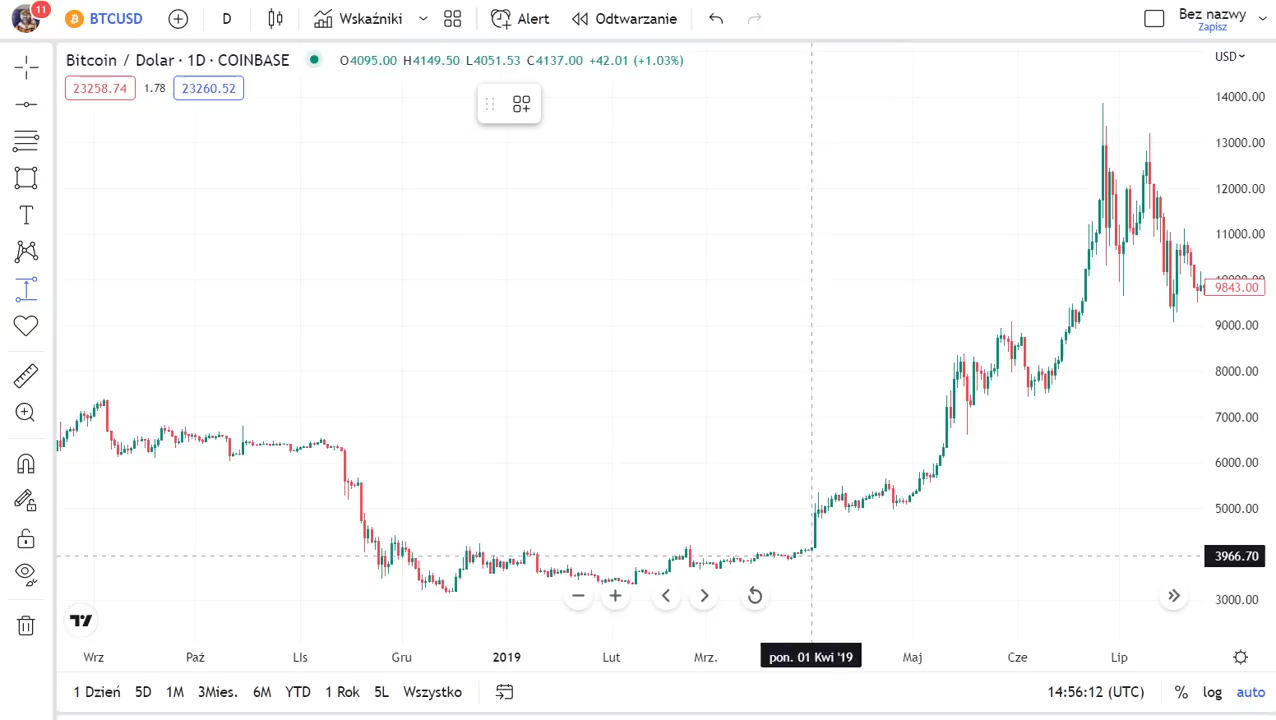 11
BTCUSD
D
Wskaźniki
Alert
Odtwarzanie
Bez nazwy
Zapisz
Bitcoin / Dolar · 1D · COINBASE
O4095.00 H4149.50 L4051.53 C4137.00 +42.01 (+1.03%)
USD
23258.74
1.78
23260.52
14000.00
13000.00
12000.00
11000.00
10000.00
9843.00
9000.00
8000.00
7000.00
6000.00
5000.00
3966.70
3000.00
Wrz
Paź
LIs
Gru
2019
Lut
Mrz.
pon. 01 Kwi '19
Maj
Cze
Lip
1 Dzień 5D 1M 3Mies. 6M YTD 1 Rok 5L Wszystko
14:56:12 (UTC)
% log auto